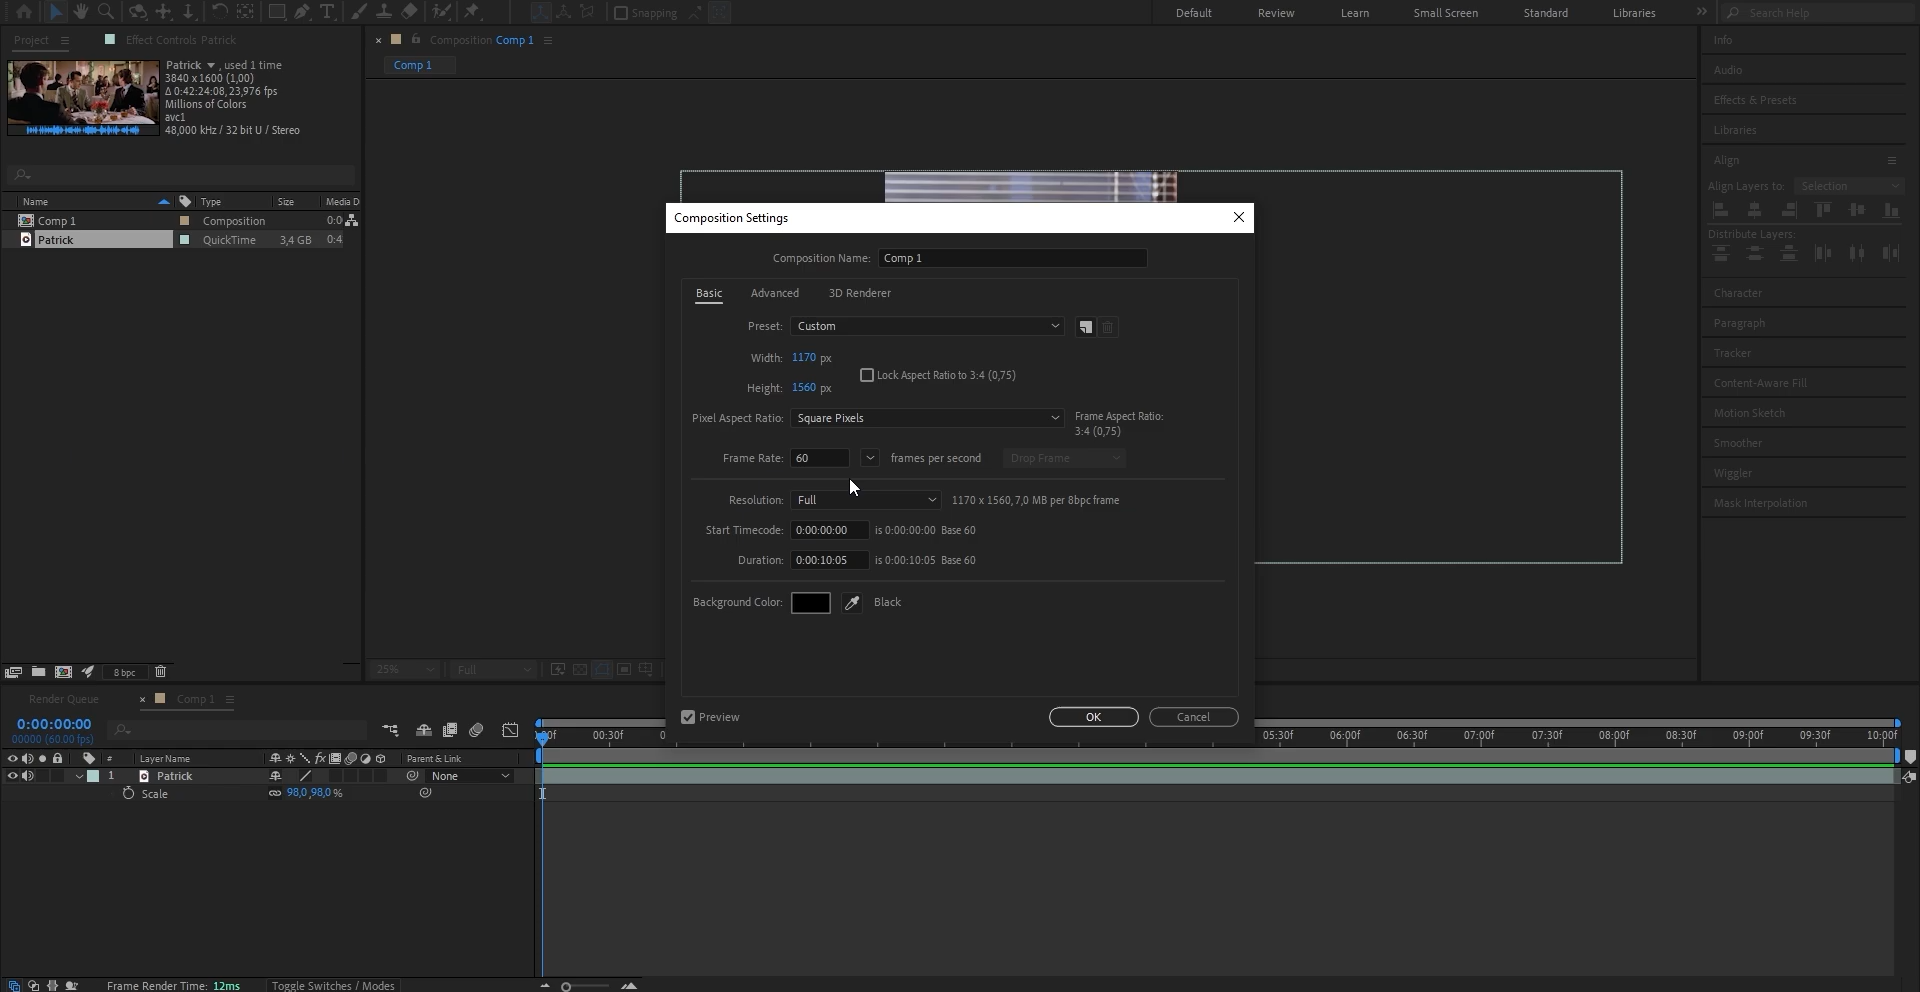 Snapping
Default
Review
Learn
Small Screen
Standard
Libraries
Search Help
Project
Effect Controls Patrick
Composition Comp 1
Comp 1
Patrick , used 1 time
3840 x 1600 (1,00)
Δ 0:42:24:08, 23,976 fps
Millions of Colors
avc1
48,000 kHz / 32 bit U / Stereo
Name Type Size Media D
Comp 1 Composition 0:0
Patrick QuickTime 3,4 GB 0:4
8 bpc
Composition Settings
Composition Name: Comp 1
Basic Advanced 3D Renderer
Preset: Custom
Width: 1170 px
Lock Aspect Ratio to 3:4 (0,75)
Height: 1560 px
Pixel Aspect Ratio: Square Pixels
Frame Aspect Ratio:
3:4 (0,75)
Frame Rate: 60 frames per second Drop Frame
Resolution: Full 1170 x 1560, 7,0 MB per 8bpc frame
Start Timecode: 0:00:00:00 is 0:00:00:00 Base 60
Duration: 0:00:10:05 is 0:00:10:05 Base 60
Background Color: Black
Preview
OK
Cancel
25%
Full
Info
Audio
Effects & Presets
Libraries
Align
Align Layers to: Selection
Distribute Layers:
Character
Paragraph
Tracker
Content-Aware Fill
Motion Sketch
Smoother
Wiggler
Mask Interpolation
Render Queue
Comp 1
0:00:00:00
00000 (60.00 fps)
00:30f
05:30f 06:00f 06:30f 07:00f 07:30f 08:00f 08:30f 09:00f 09:30f 10:00f
# Layer Name Parent & Link
1 Patrick None
Scale 98,0, 98,0 %
Frame Render Time: 12ms
Toggle Switches / Modes